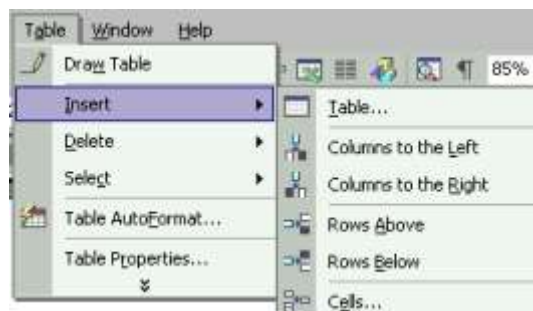 Table Window Help
Draw Table
85%
Insert
Table...
Delete
Columns to the Left
Select
Columns to the Right
Table AutoFormat...
Rows Above
Table Properties...
Rows Below
Cells...